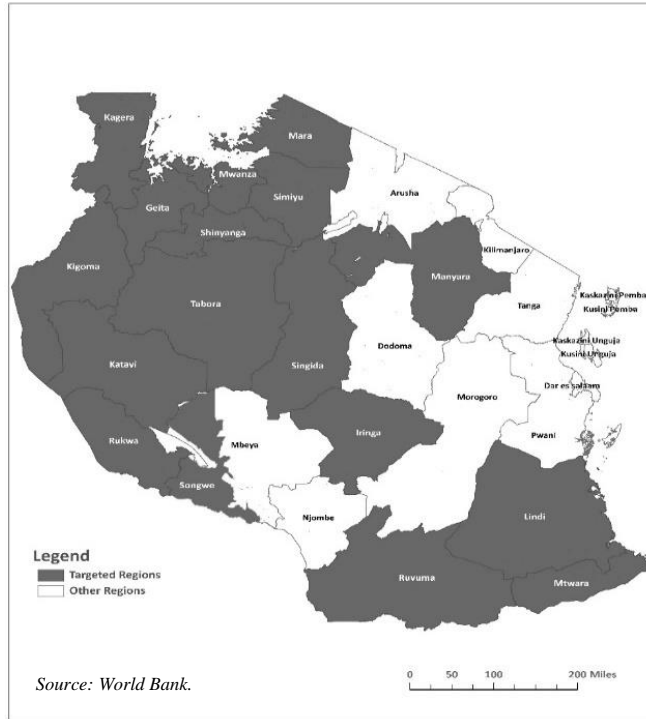 Kagera
Mara
Mwanza
Simiyu
Arusha
Geita
Shinyanga
Kilimanjaro
Kigoma
Manyara
Tabora
Tanga
Kaskazini Pemba
Kusini Pemba
Dodoma
Kaskazini Unguja
Kusini Unguja
Katavi
Singida
Dar es salaam
Morogoro
Iringa
Pwani
Rukwa
Mbeya
Songwe
Lindi
Njombe
Legend
Targeted Regions
Other Regions
Ruvuma
Mtwara
Source: World Bank.
0 50 100 200 Miles